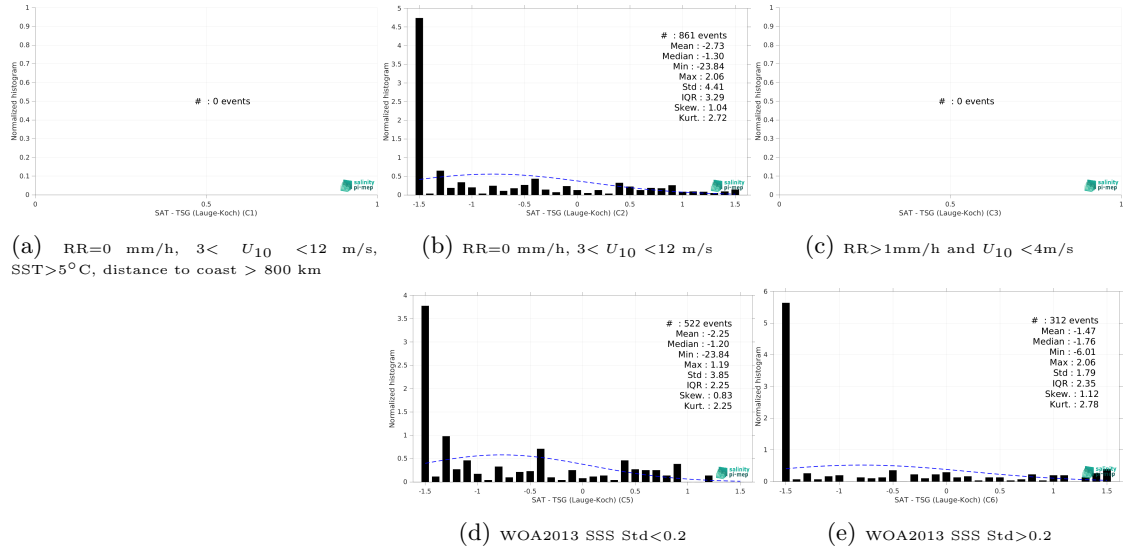 1
0.9
0.8
0.7
0.6
0.5
0.4
0.3
0.2
0.1
0
Normalized histogram
# : 0 events
salinity
pi-mep
0 0.5 1
SAT - TSG (Lauge-Koch) (C1)
5
4.5
4
3.5
3
2.5
2
1.5
1
0.5
0
Normalized histogram
# : 861 events
Mean : -2.73
Median : -1.30
Min : -23.84
Max : 2.06
Std : 4.41
IQR : 3.29
Skew. : 1.04
Kurt. : 2.72
salinity
pi-mep
-1.5 -1 -0.5 0 0.5 1 1.5
SAT - TSG (Lauge-Koch) (C2)
1
0.9
0.8
0.7
0.6
0.5
0.4
0.3
0.2
0.1
0
Normalized histogram
# : 0 events
salinity
pi-mep
0 0.5 1
SAT - TSG (Lauge-Koch) (C3)
(a) RR=0 mm/h, 3< U10 <12 m/s,
SST>5°C, distance to coast > 800 km
(b) RR=0 mm/h, 3< U10 <12 m/s
(c) RR>1mm/h and U10 <4m/s
4
3.5
3
2.5
2
1.5
1
0.5
0
Normalized histogram
# : 522 events
Mean : -2.25
Median : -1.20
Min : -23.84
Max : 1.19
Std : 3.85
IQR : 2.25
Skew. : 0.83
Kurt. : 2.25
salinity
pi-mep
-1.5 -1 -0.5 0 0.5 1 1.5
SAT - TSG (Lauge-Koch) (C5)
6
5
4
3
2
1
0
Normalized histogram
# : 312 events
Mean : -1.47
Median : -1.76
Min : -6.01
Max : 2.06
Std : 1.79
IQR : 2.35
Skew. : 1.12
Kurt. : 2.78
salinity
pi-mep
-1.5 -1 -0.5 0 0.5 1 1.5
SAT - TSG (Lauge-Koch) (C6)
(d) WOA2013 SSS Std<0.2
(e) WOA2013 SSS Std>0.2